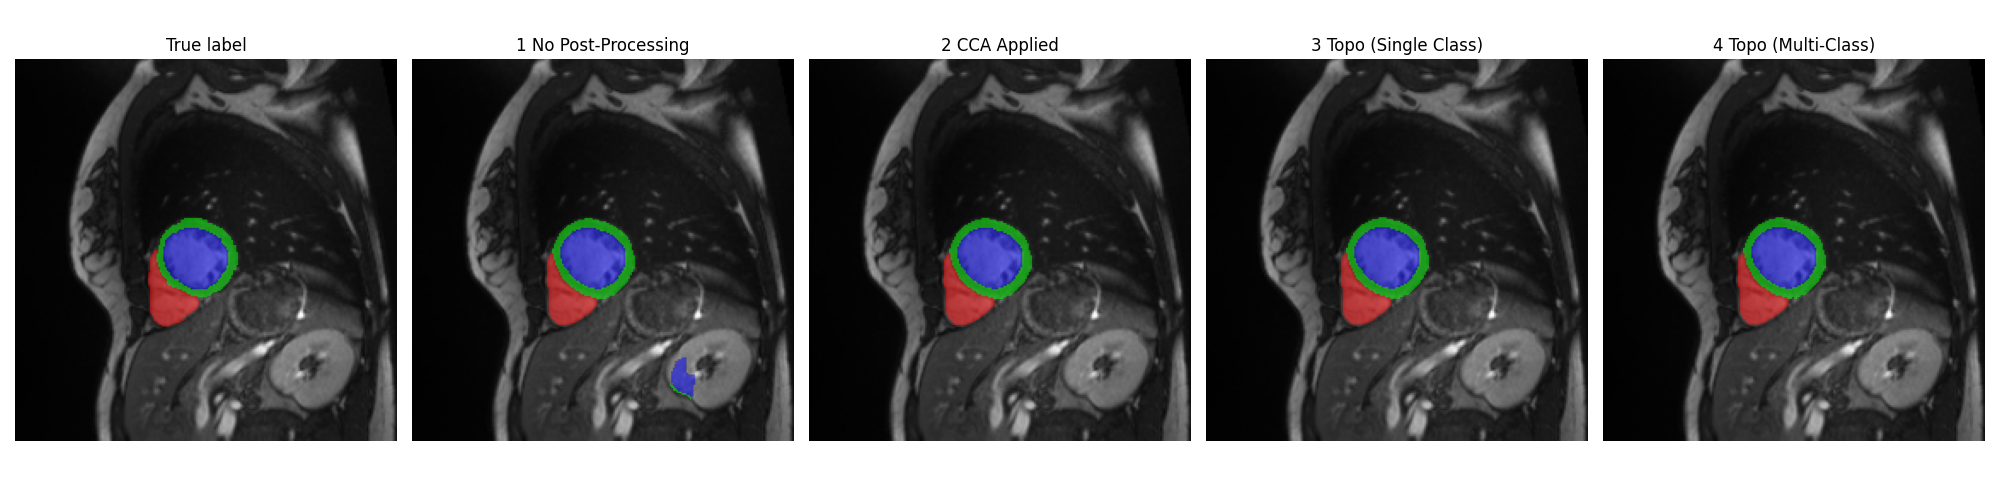 True label
1 No Post-Processing
2 CCA Applied
3 Topo (Single Class)
4 Topo (Multi-Class)